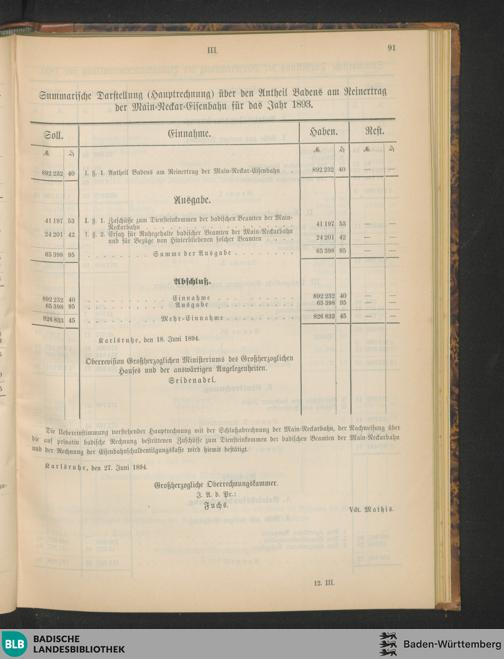 III.
91
Summarische Darstellung (Hauptrechnung) über den Antheil Badens am Reinertrag
der Main-Neckar-Eisenbahn für das Jahr 1893.
Soll. Einnahme. Haben. Rest.
ℳ ₰ ℳ ₰ ℳ ₰
892 232 40 I. §. 1. Antheil Badens am Reinertrag der Main-Neckar-Eisenbahn . . 892 232 40 — —
Ausgabe.
41 197 53 I. §. 1. Zuschüsse zum Diensteinkommen der badischen Beamten der Main-
Neckarbahn . . . 41 197 53 — —
24 201 42 I. §. 2. Ersatz für Ruhegehalte badischer Beamten der Main-Neckarbahn
und für Bezüge von Hinterbliebenen solcher Beamten . . . . 24 201 42 — —
65 398 95 . . . Summe der Ausgabe . . . 65 398 95 — —
Abschluß.
892 232 40 . . . Einnahme . . . 892 232 40 — —
65 398 95 . . . Ausgabe . . . 65 398 95 — —
826 833 45 . . . Mehr-Einnahme . . . 826 833 45 — —
Karlsruhe, den 18. Juni 1894.
Oberrevision Großherzoglichen Ministeriums des Großherzoglichen
Hauses und der auswärtigen Angelegenheiten.
Seidenadel.
Die Uebereinstimmung vorstehender Hauptrechnung mit der Schlußabrechnung der Main-Neckarbahn, der Nachweisung über
die auf privativ badische Rechnung bestrittenen Zuschüsse zum Diensteinkommen der badischen Beamten der Main-Neckarbahn
und der Rechnung der Eisenbahnschuldentilgungskasse wird hiemit bestätigt.
Karlsruhe, den 27. Juni 1894.
Großherzogliche Oberrechnungskammer.
J. A. d. Pr.:
Fuchs.
Vdt. Mathis.
12. III.
BLB BADISCHE
LANDESBIBLIOTHEK
Baden-Württemberg